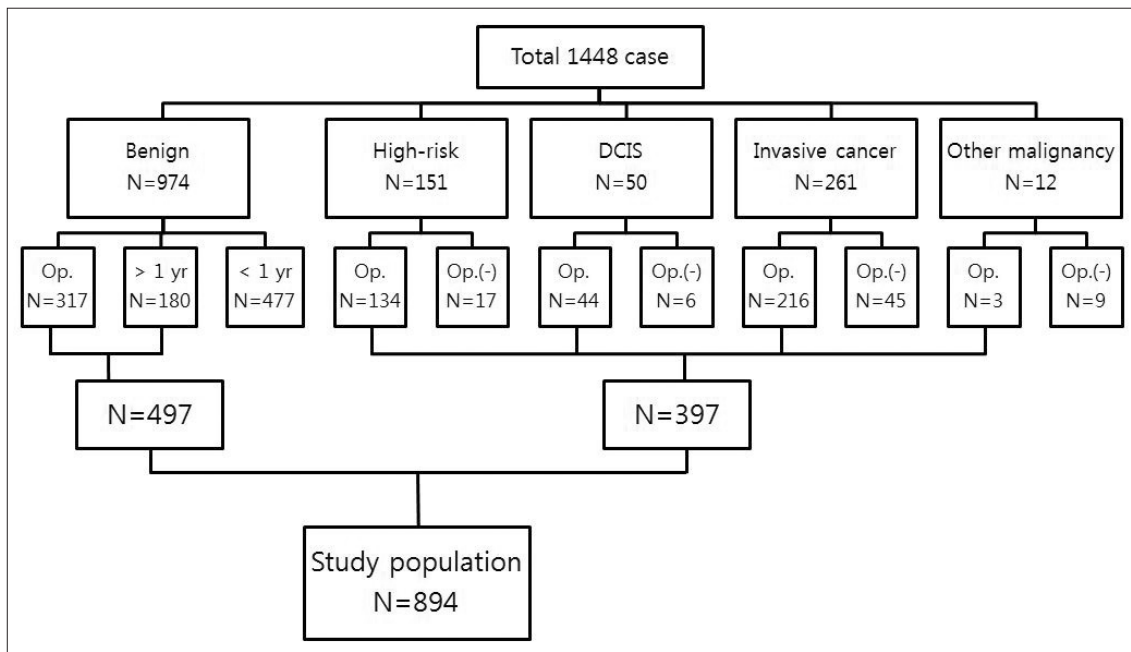 Total 1448 case
Benign
N=974
High-risk
N=151
DCIS
N=50
Invasive cancer
N=261
Other malignancy
N=12
Op.
N=317
> 1 yr
N=180
< 1 yr
N=477
Op.
N=134
Op.(-)
N=17
Op.
N=44
Op.(-)
N=6
Op.
N=216
Op.(-)
N=45
Op.
N=3
Op.(-)
N=9
N=497
N=397
Study population
N=894